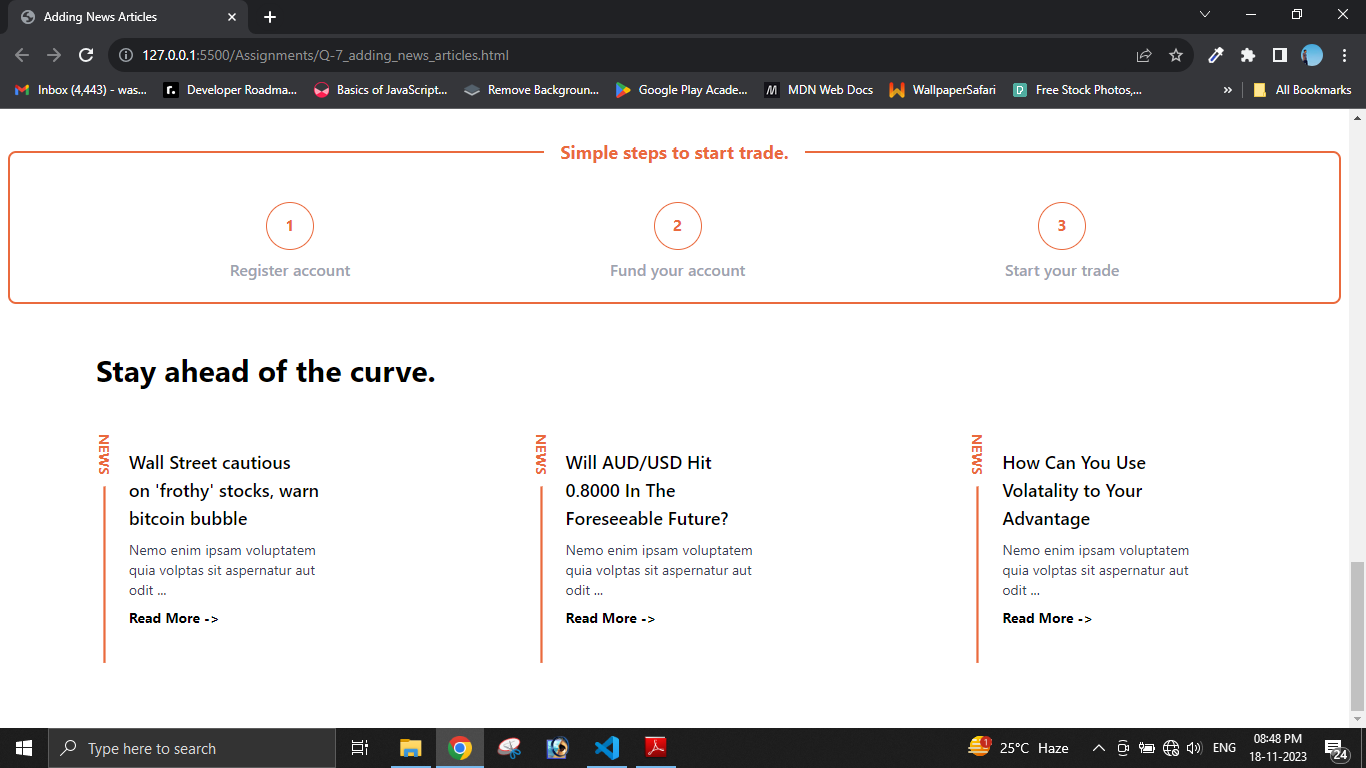 Adding News Articles
127.0.0.1:5500/Assignments/Q-7_adding_news_articles.html
Inbox (4,443) - was... Developer Roadma... Basics of JavaScript... Remove Backgroun... Google Play Acade... MDN Web Docs WallpaperSafari Free Stock Photos,... » All Bookmarks
Simple steps to start trade.
1 2 3
Register account Fund your account Start your trade
Stay ahead of the curve.
NEWS
Wall Street cautious
on 'frothy' stocks, warn
bitcoin bubble
Nemo enim ipsam voluptatem
quia volptas sit aspernatur aut
odit ...
Read More ->
NEWS
Will AUD/USD Hit
0.8000 In The
Foreseeable Future?
Nemo enim ipsam voluptatem
quia volptas sit aspernatur aut
odit ...
Read More ->
NEWS
How Can You Use
Volatality to Your
Advantage
Nemo enim ipsam voluptatem
quia volptas sit aspernatur aut
odit ...
Read More ->
Type here to search
1
25°C Haze
ENG
08:48 PM
18-11-2023
24